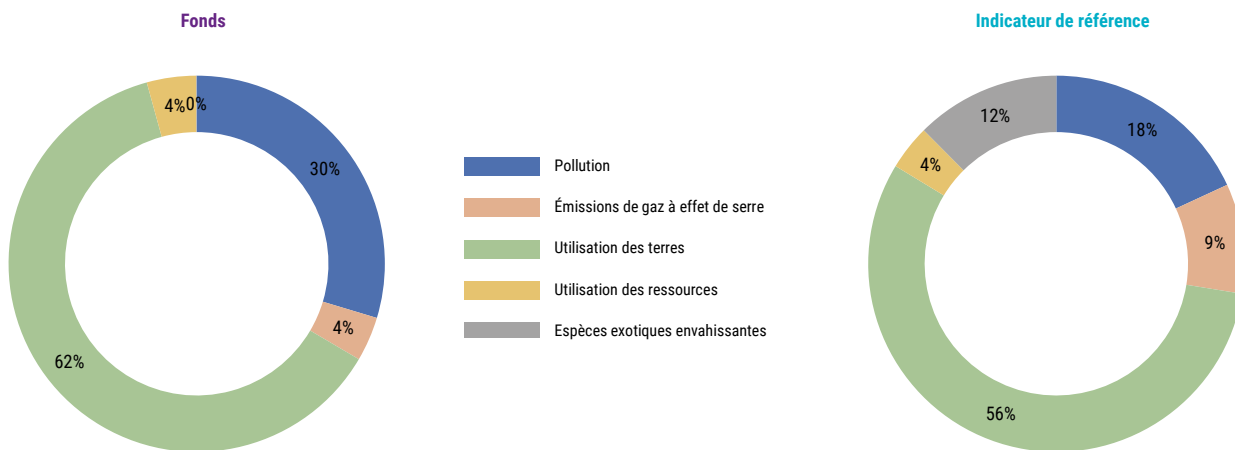 Fonds
4%
0%
30%
4%
62%
Pollution
Émissions de gaz à effet de serre
Utilisation des terres
Utilisation des ressources
Espèces exotiques envahissantes
Indicateur de référence
12%
18%
4%
9%
56%